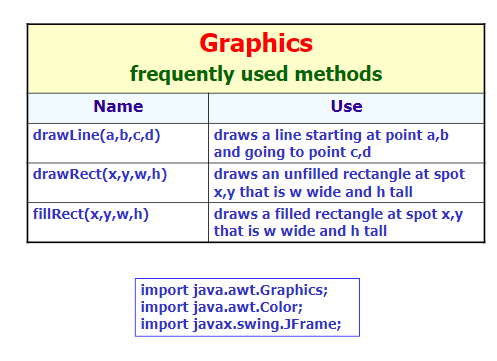 Graphics
frequently used methods
Name Use
drawLine(a,b,c,d) draws a line starting at point a,b
and going to point c,d
drawRect(x,y,w,h) draws an unfilled rectangle at spot
x,y that is w wide and h tall
fillRect(x,y,w,h) draws a filled rectangle at spot x,y
that is w wide and h tall
import java.awt.Graphics;
import java.awt.Color;
import javax.swing.JFrame;